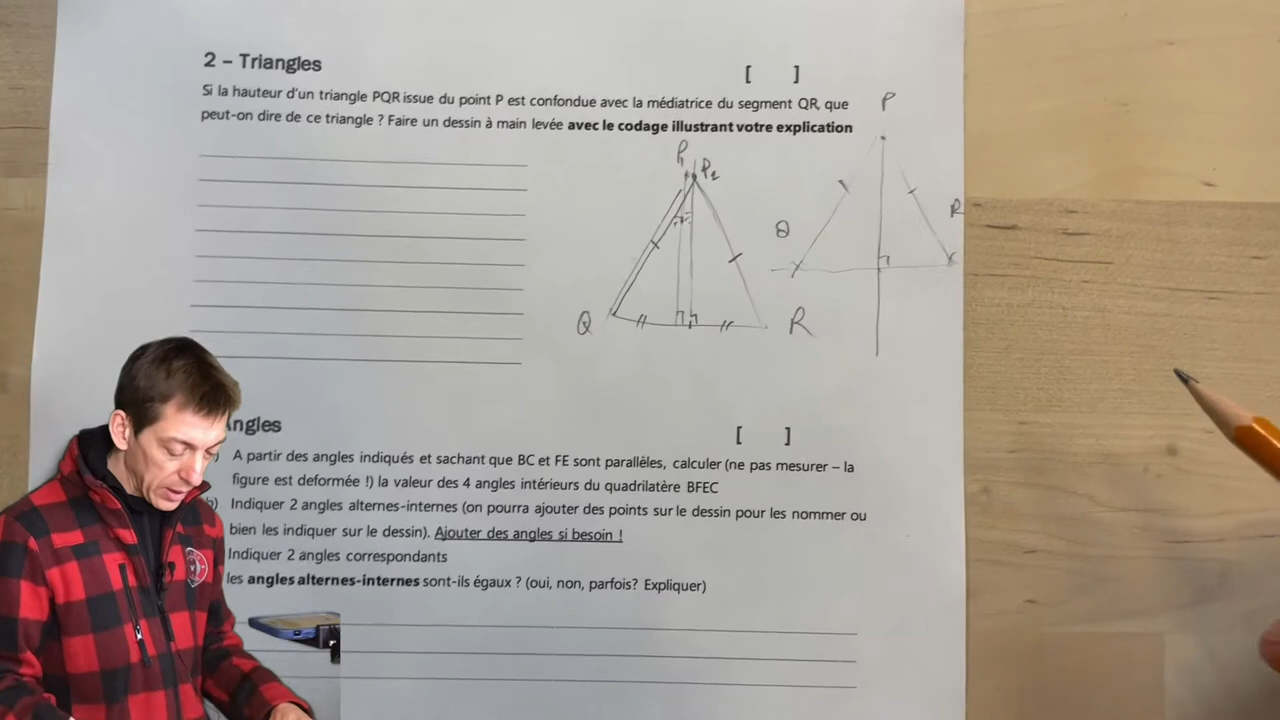 2 – Triangles
[ ]
Si la hauteur d'un triangle PQR issue du point P est confondue avec la médiatrice du segment QR, que
peut-on dire de ce triangle ? Faire un dessin à main levée avec le codage illustrant votre explication
P
P1
P2
Q
R
Q
R
ngles
[ ]
A partir des angles indiqués et sachant que BC et FE sont parallèles, calculer (ne pas mesurer – la
figure est deformée !) la valeur des 4 angles intérieurs du quadrilatère BFEC
b) Indiquer 2 angles alternes-internes (on pourra ajouter des points sur le dessin pour les nommer ou
bien les indiquer sur le dessin). Ajouter des angles si besoin !
Indiquer 2 angles correspondants
les angles alternes-internes sont-ils égaux ? (oui, non, parfois? Expliquer)